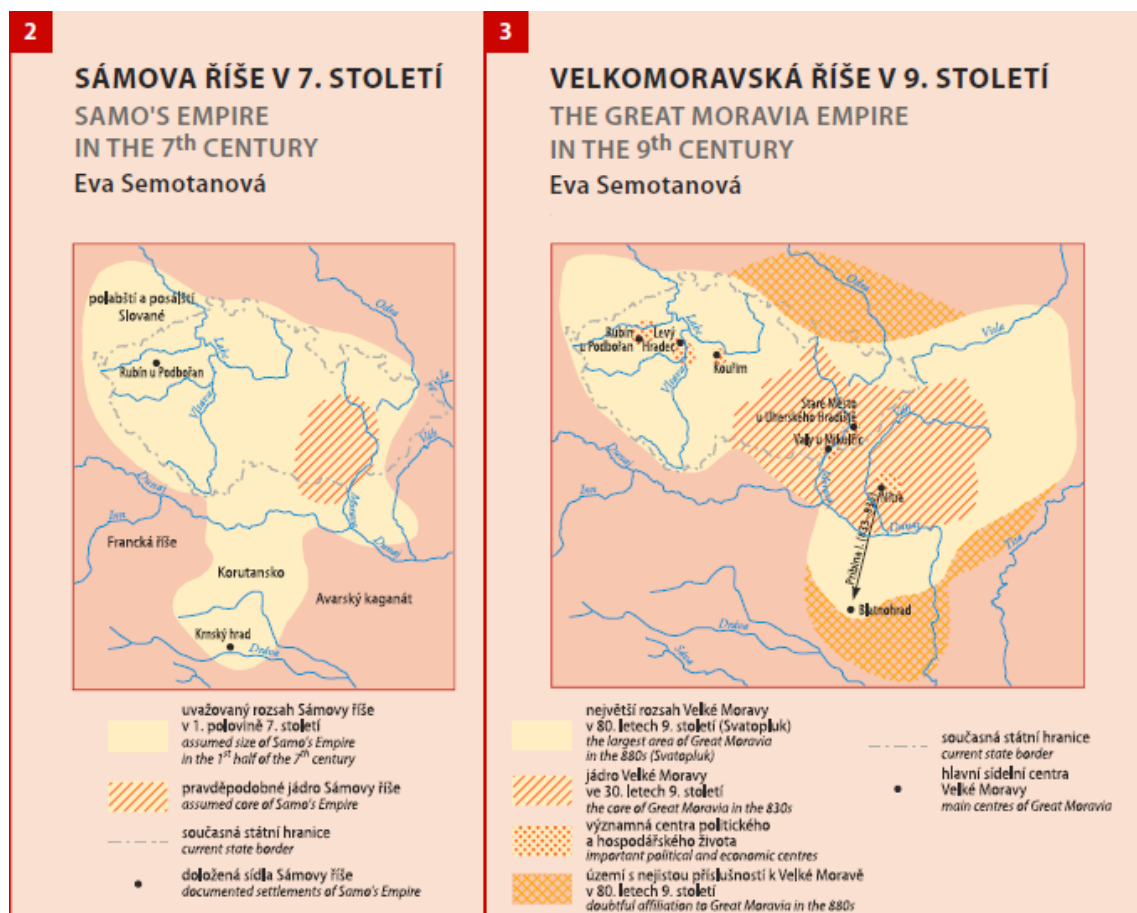 2
SÁMOVA ŘÍŠE V 7. STOLETÍ
SAMO'S EMPIRE
IN THE 7th CENTURY
Eva Semotanová
polabští a posálští
Slované
Odra
Labe
Rubín u Podbořan
Vltava
Visla
Váh
Morava
Dunaj
Inn
Dunaj
Francká říše
Korutansko
Avarský kaganát
Krnský hrad
Dráva
uvažovaný rozsah Sámovy říše
v 1. polovině 7. století
assumed size of Samo's Empire
in the 1st half of the 7th century
pravděpodobné jádro Sámovy říše
assumed core of Samo's Empire
současná státní hranice
current state border
doložená sídla Sámovy říše
documented settlements of Samo's Empire
3
VELKOMORAVSKÁ ŘÍŠE V 9. STOLETÍ
THE GREAT MORAVIA EMPIRE
IN THE 9th CENTURY
Eva Semotanová
Odra
Visla
Labe
Rubín
u Podbořan
Levý
Hradec
Kouřim
Vltava
Staré Město
u Uherského Hradiště
Váh
Valy u Mikulčic
Dunaj
Morava
Inn
Nitra
Dunaj
Tisa
Pribina I. (833–
Blatnohrad
Dráva
Sáva
největší rozsah Velké Moravy
v 80. letech 9. století (Svatopluk)
the largest area of Great Moravia
in the 880s (Svatopluk)
jádro Velké Moravy
ve 30. letech 9. století
the core of Great Moravia in the 830s
významná centra politického
a hospodářského života
important political and economic centres
území s nejistou příslušností k Velké Moravě
v 80. letech 9. století
doubtful affiliation to Great Moravia in the 880s
současná státní hranice
current state border
hlavní sídelní centra
Velké Moravy
main centres of Great Moravia